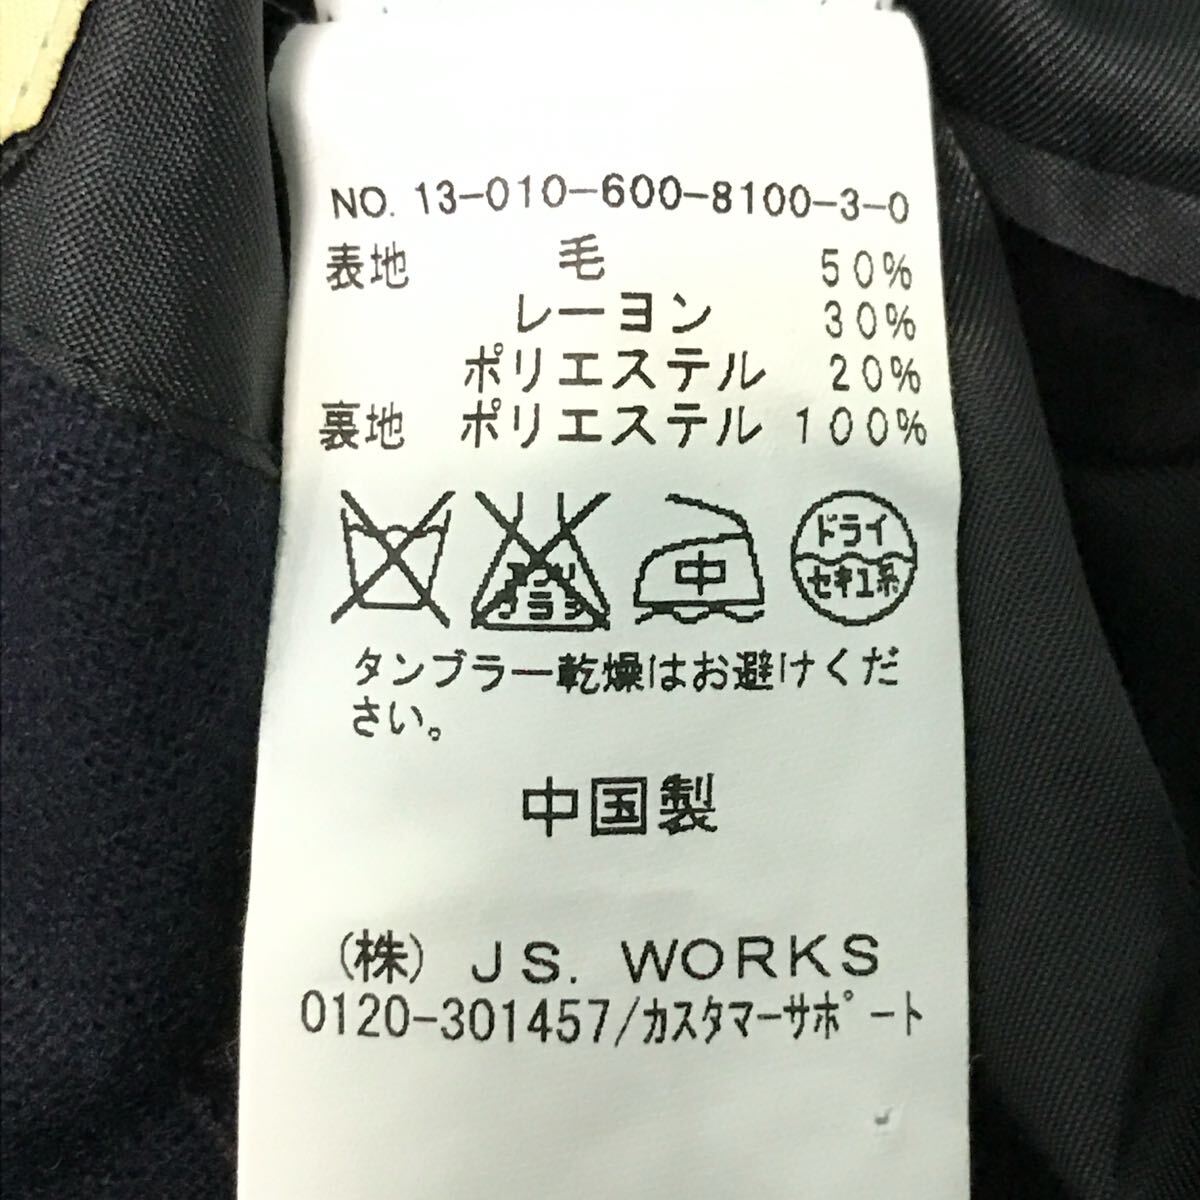 NO. 13-010-600-8100-3-0
表地 毛 50%
レーヨン 30%
ポリエステル 20%
裏地 ポリエステル 100%
中
ドライ
セキユ系
タンブラー乾燥はお避けくだ
さい。
中国製
(株) JS. WORKS
0120-301457/カスタマーサポート